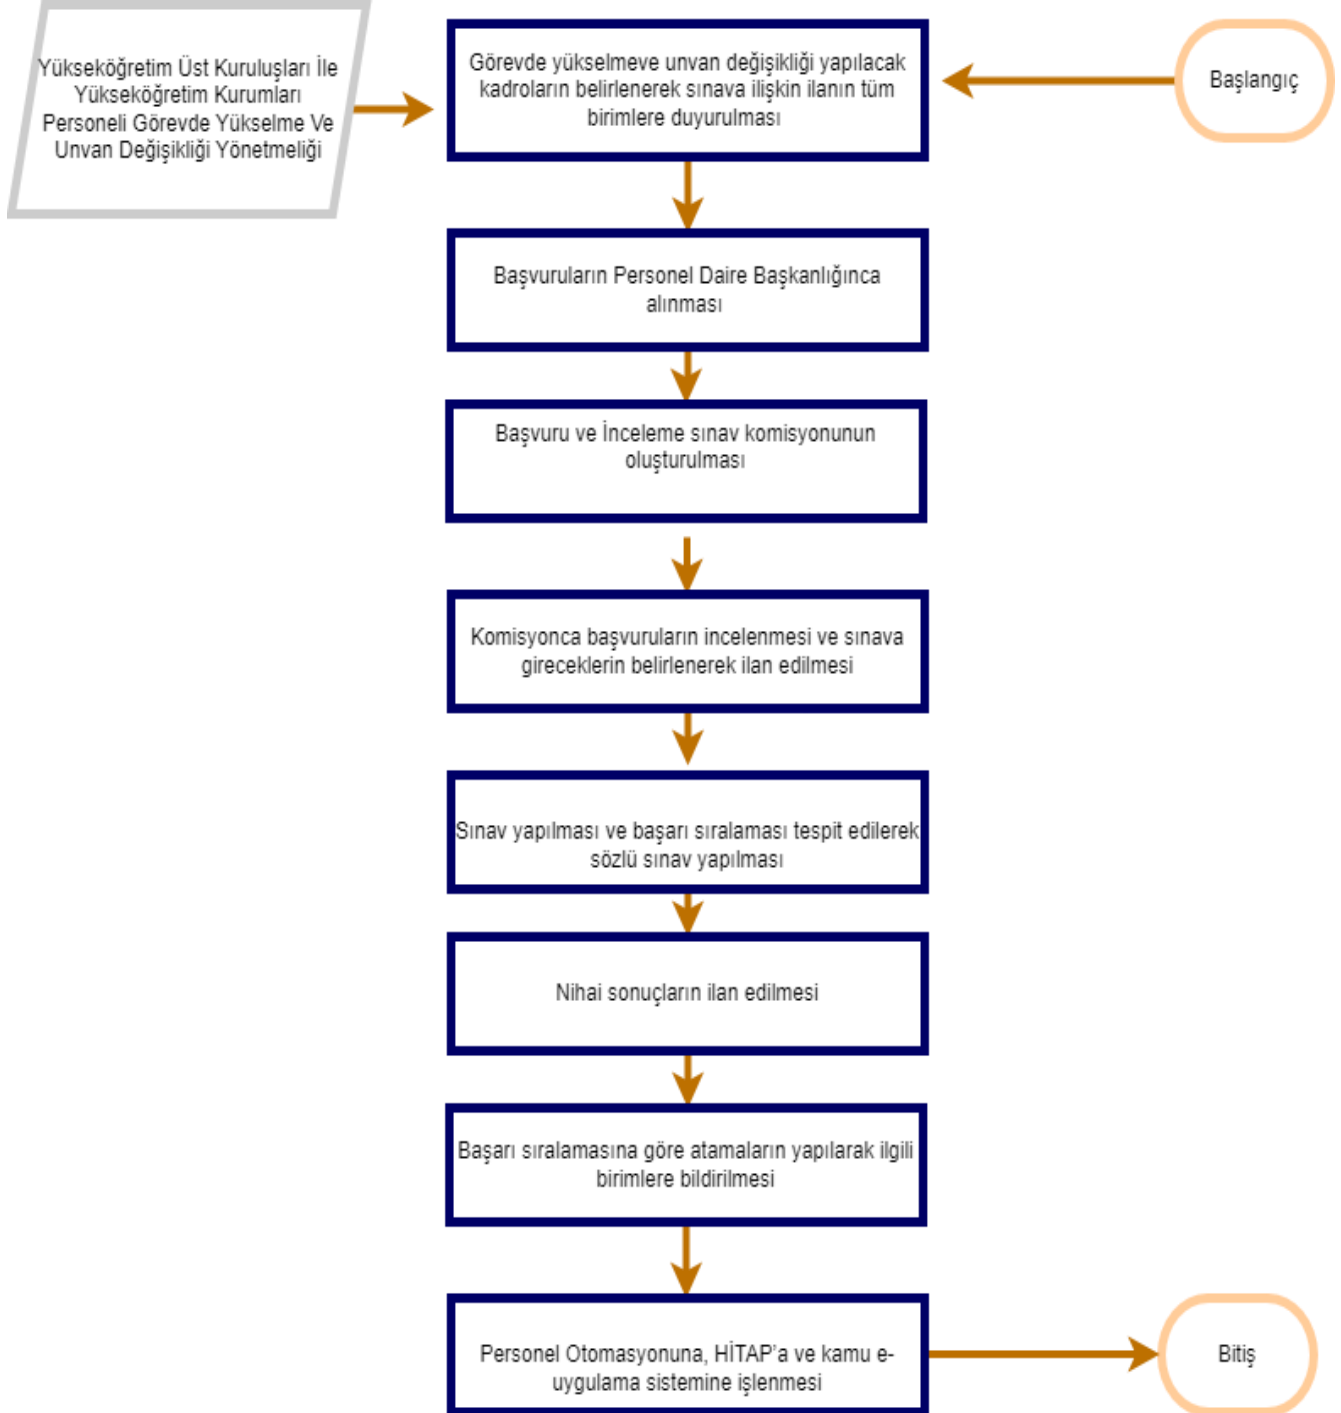 Yükseköğretim Üst Kuruluşları İle
Yükseköğretim Kurumları
Personeli Görevde Yükselme Ve
Unvan Değişikliği Yönetmeliği
Görevde yükselmeve unvan değişikliği yapılacak
kadroların belirlenerek sınava ilişkin ilanın tüm
birimlere duyurulması
Başlangıç
Başvuruların Personel Daire Başkanlığınca
alınması
Başvuru ve İnceleme sınav komisyonunun
oluşturulması
Komisyonca başvuruların incelenmesi ve sınava
gireceklerin belirlenerek ilan edilmesi
Sınav yapılması ve başarı sıralaması tespit edilerek
sözlü sınav yapılması
Nihai sonuçların ilan edilmesi
Başarı sıralamasına göre atamaların yapılarak ilgili
birimlere bildirilmesi
Personel Otomasyonuna, HİTAP’a ve kamu e-
uygulama sistemine işlenmesi
Bitiş